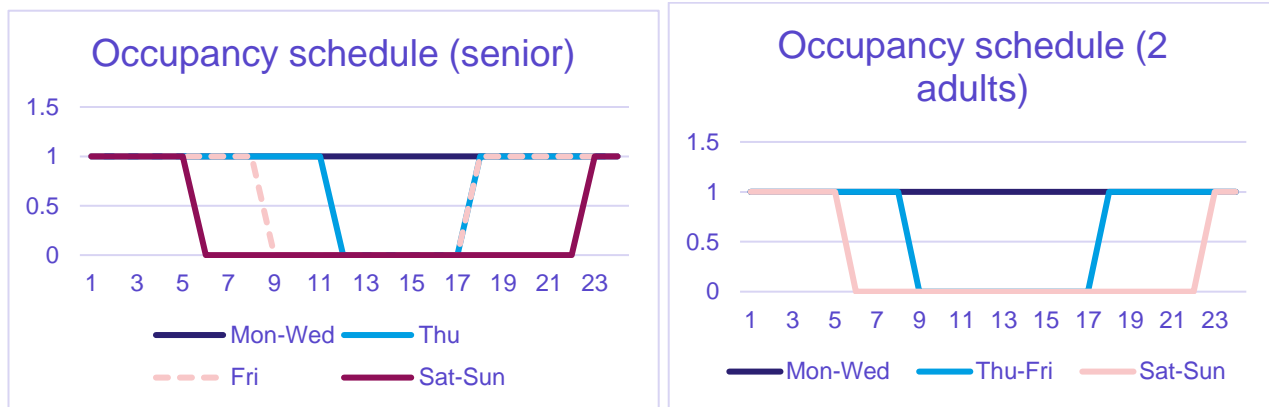 Occupancy schedule (senior)
1.5
1
0.5
0
1 3 5 7 9 11 13 15 17 19 21 23
Mon-Wed Thu
Fri Sat-Sun
Occupancy schedule (2
adults)
1.5
1
0.5
0
1 3 5 7 9 11 13 15 17 19 21 23
Mon-Wed Thu-Fri Sat-Sun